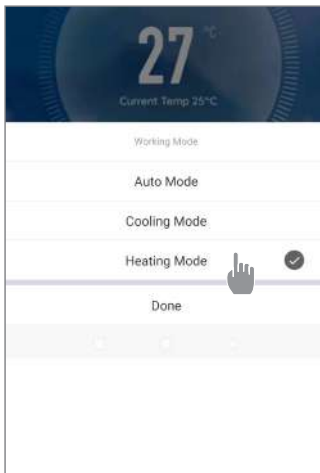 27 °C
Current Temp 25°C
Working Mode
Auto Mode
Cooling Mode
Heating Mode
Done